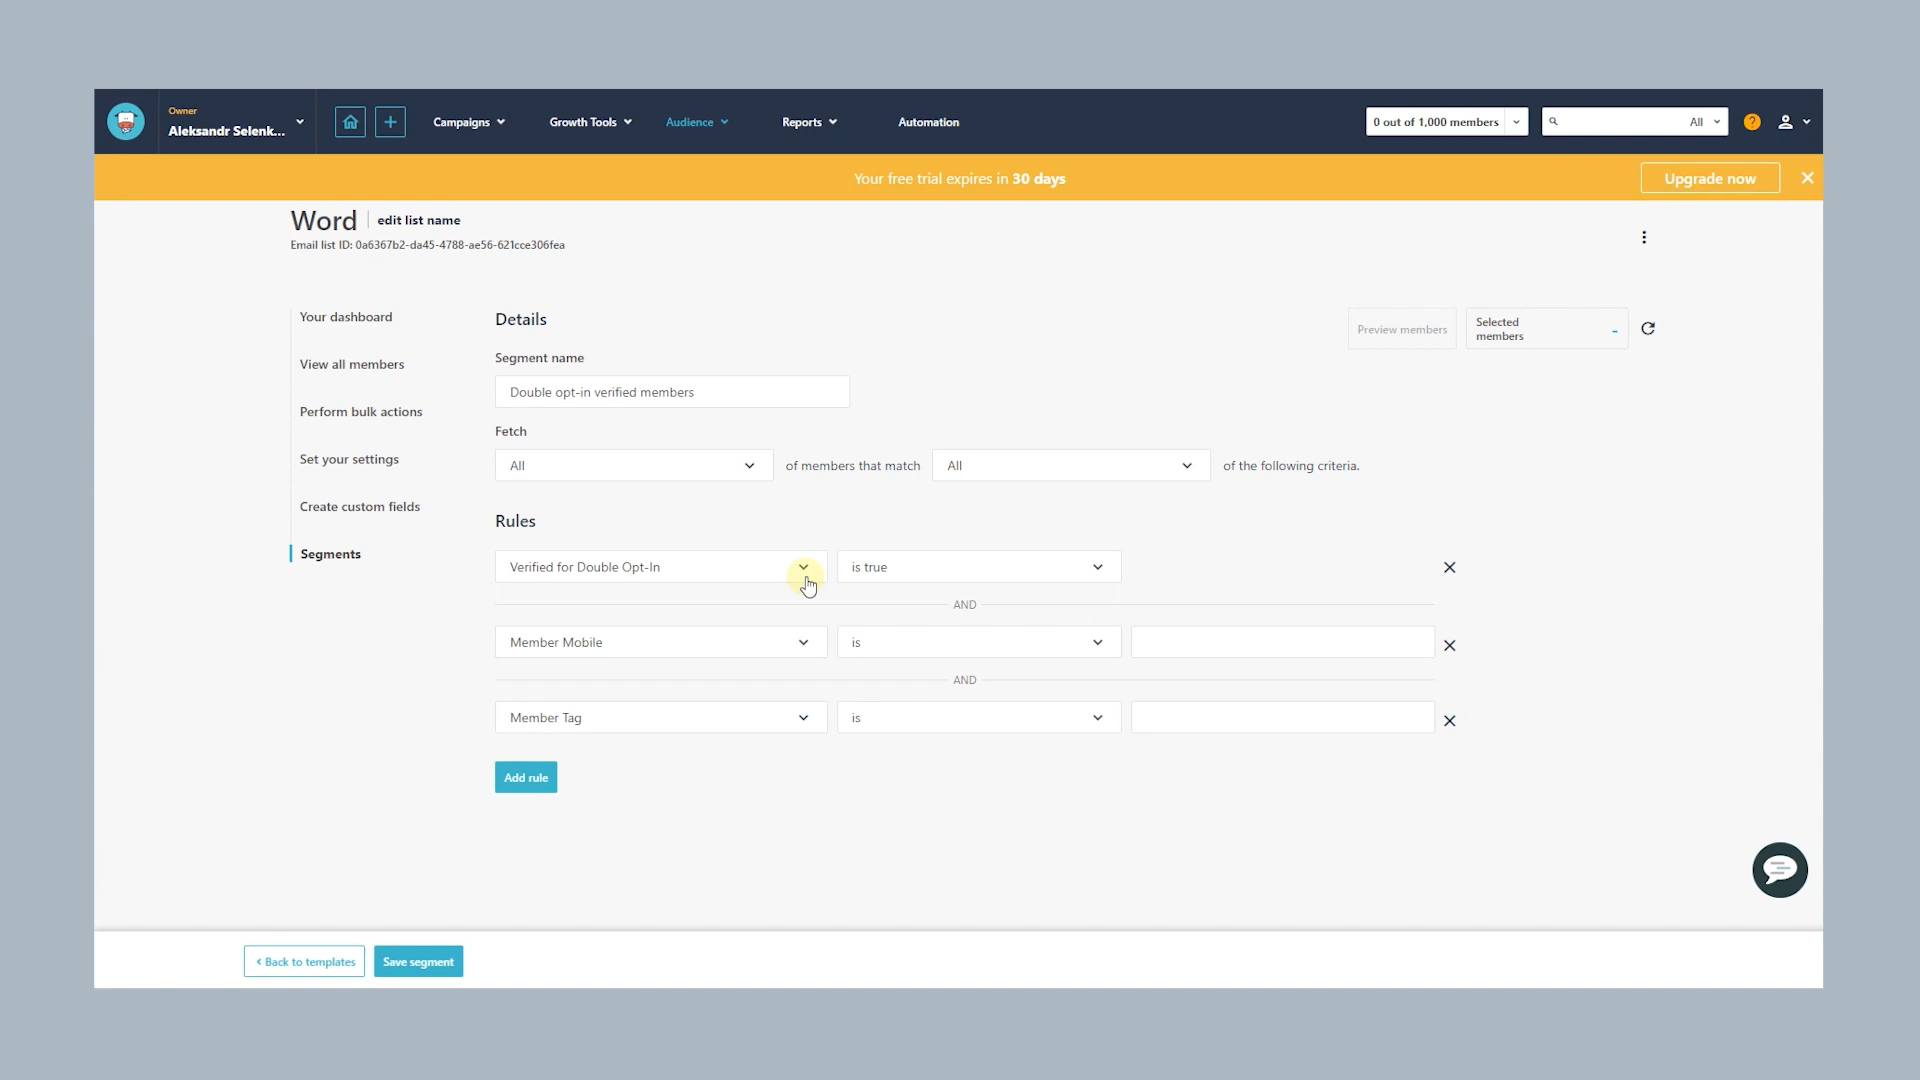 Owner
Aleksandr Selenk...
Campaigns
Growth Tools
Audience
Reports
Automation
0 out of 1,000 members
All
?
Your free trial expires in 30 days
Upgrade now
Word
edit list name
Email list ID: 0a6367b2-da45-4788-ae56-621cce306fea
Your dashboard
View all members
Perform bulk actions
Set your settings
Create custom fields
Segments
Details
Preview members
Selected
members
-
Segment name
Double opt-in verified members
Fetch
All
of members that match
All
of the following criteria.
Rules
Verified for Double Opt-In
is true
AND
Member Mobile
is
AND
Member Tag
is
Add rule
Back to templates
Save segment